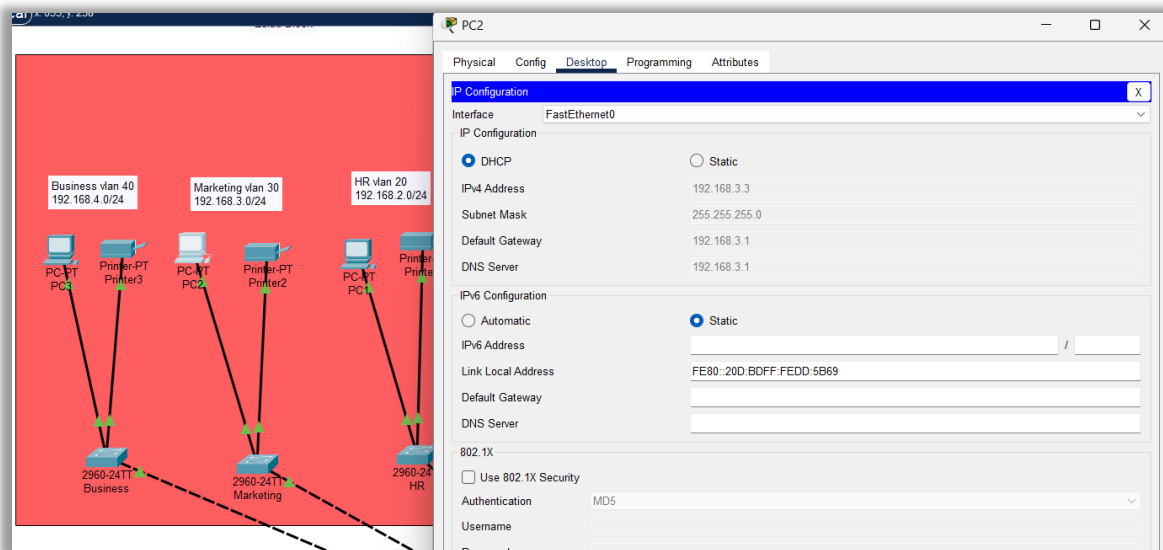 PC2
Physical Config Desktop Programming Attributes
IP Configuration
X
Interface FastEthernet0
IP Configuration
DHCP Static
IPv4 Address 192.168.3.3
Subnet Mask 255.255.255.0
Default Gateway 192.168.3.1
DNS Server 192.168.3.1
IPv6 Configuration
Automatic Static
IPv6 Address /
Link Local Address FE80::20D:BDFF:FEDD:5B69
Default Gateway
DNS Server
802.1X
Use 802.1X Security
Authentication MD5
Username
Business vlan 40
192.168.4.0/24
Marketing vlan 30
192.168.3.0/24
HR vlan 20
192.168.2.0/24
PC-PT
PC3
Printer-PT
Printer3
PC-PT
PC2
Printer-PT
Printer2
PC-PT
PC1
2960-24TT
Business
2960-24TT
Marketing
2960-24
HR